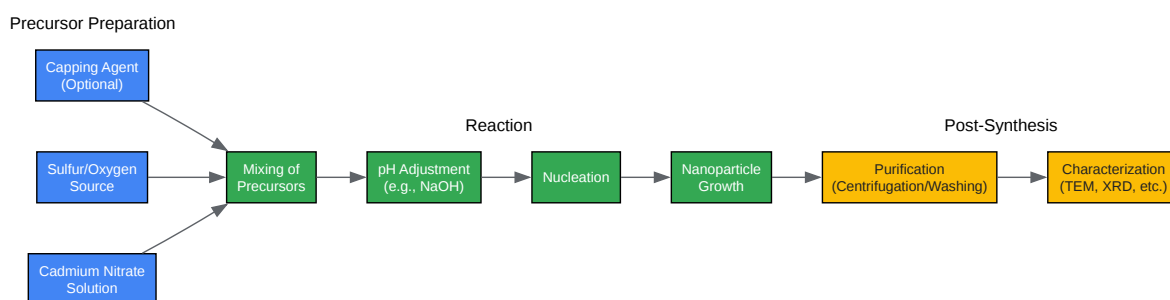 Precursor Preparation
Capping Agent
(Optional)
Sulfur/Oxygen
Source
Cadmium Nitrate
Solution
Reaction
Mixing of
Precursors
pH Adjustment
(e.g., NaOH)
Nucleation
Nanoparticle
Growth
Post-Synthesis
Purification
(Centrifugation/Washing)
Characterization
(TEM, XRD, etc.)